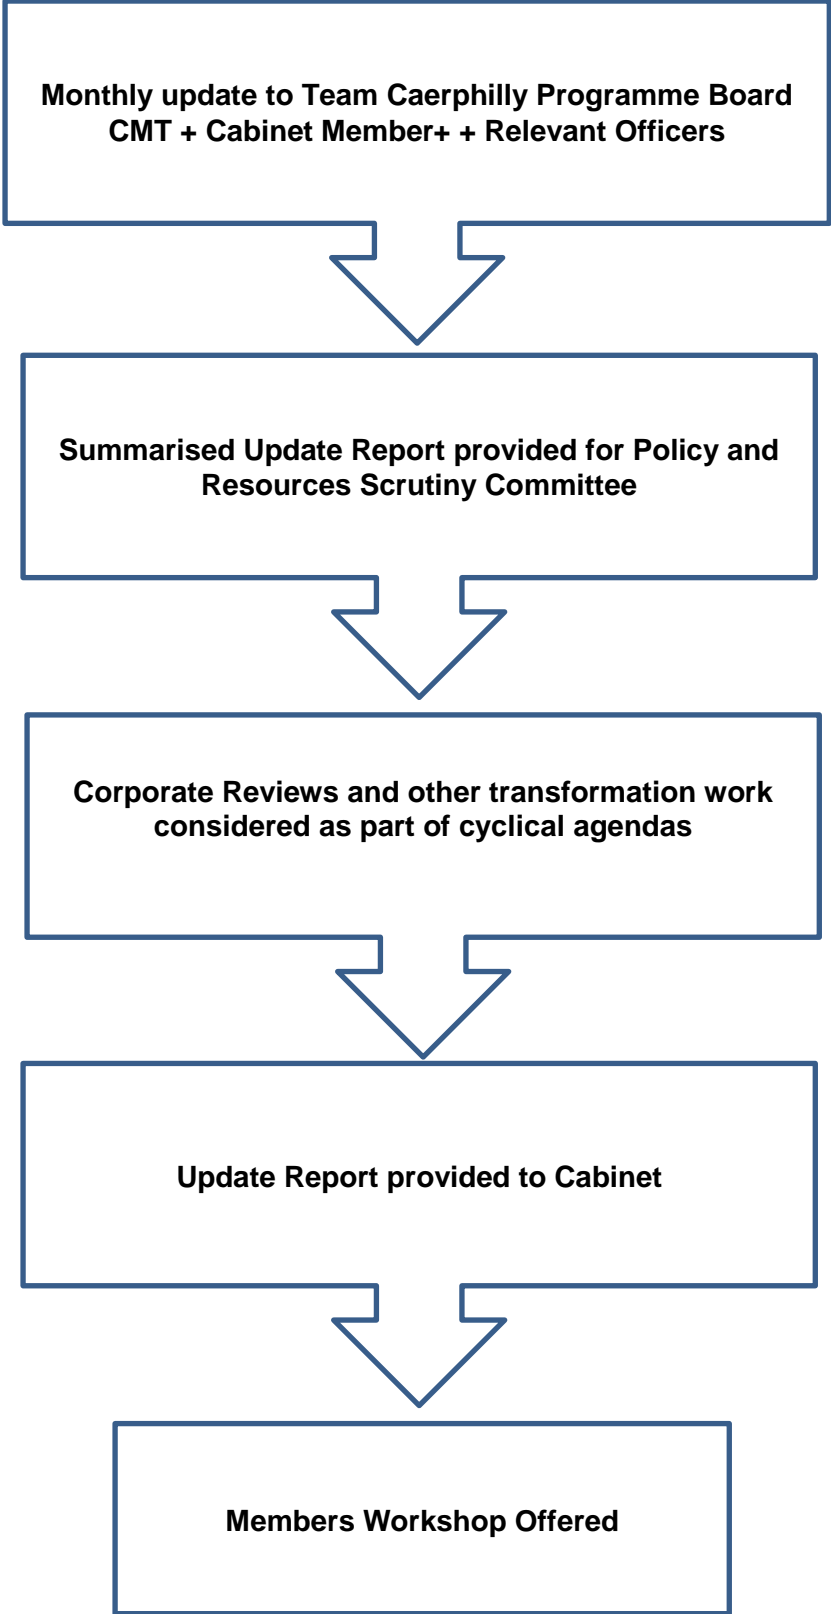 Monthly update to Team Caerphilly Programme Board
CMT + Cabinet Member+ + Relevant Officers
Summarised Update Report provided for Policy and
Resources Scrutiny Committee
Corporate Reviews and other transformation work
considered as part of cyclical agendas
Update Report provided to Cabinet
Members Workshop Offered